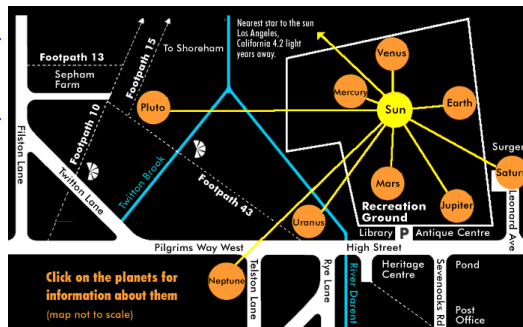 Nearest star to the sun
Los Angeles,
California 4.2 light
years away.
To Shoreham
Footpath 13
Footpath 15
Sepham
Farm
Footpath 10
Pluto
Venus
Mercury
Sun
Earth
Filston Lane
Twitton Lane
Twitton Brook
Footpath 43
Surger
Saturn
Mars
Recreation
Ground
Jupiter
Leonard Ave
Uranus
Library P Antique Centre
Pilgrims Way West
High Street
Neptune
Telston Lane
Rye Lane
River Darent
Heritage
Centre
Sevenoaks Rd
Pond
Post
Office
Click on the planets for
information about them
(map not to scale)